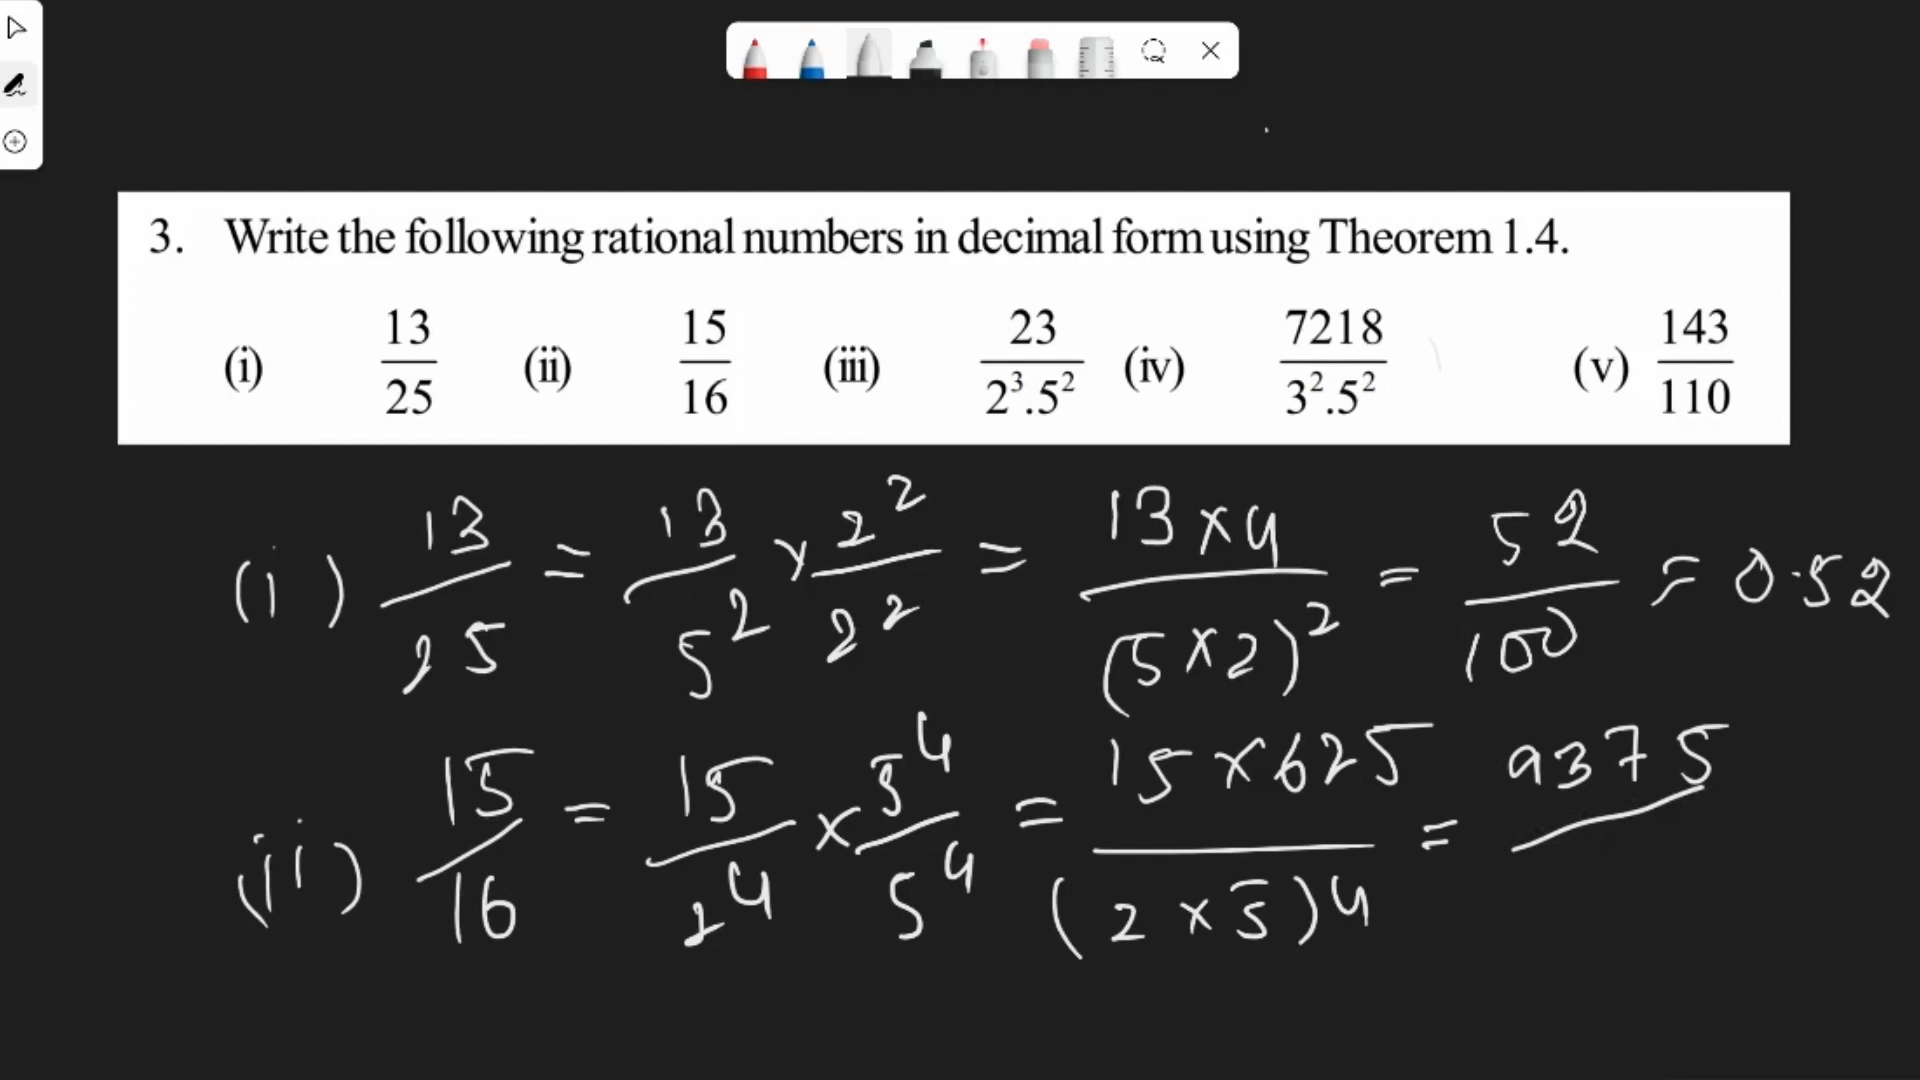 3. Write the following rational numbers in decimal form using Theorem 1.4.
(i) 13/25 (ii) 15/16 (iii) 23/2³.5² (iv) 7218/3².5² (v) 143/110
(i) 13/25 = 13/5² × 2²/2² = 13×4/(5×2)² = 52/100 = 0.52
(ii) 15/16 = 15/2⁴ × 5⁴/5⁴ = 15×625/(2×5)4 = 9375/